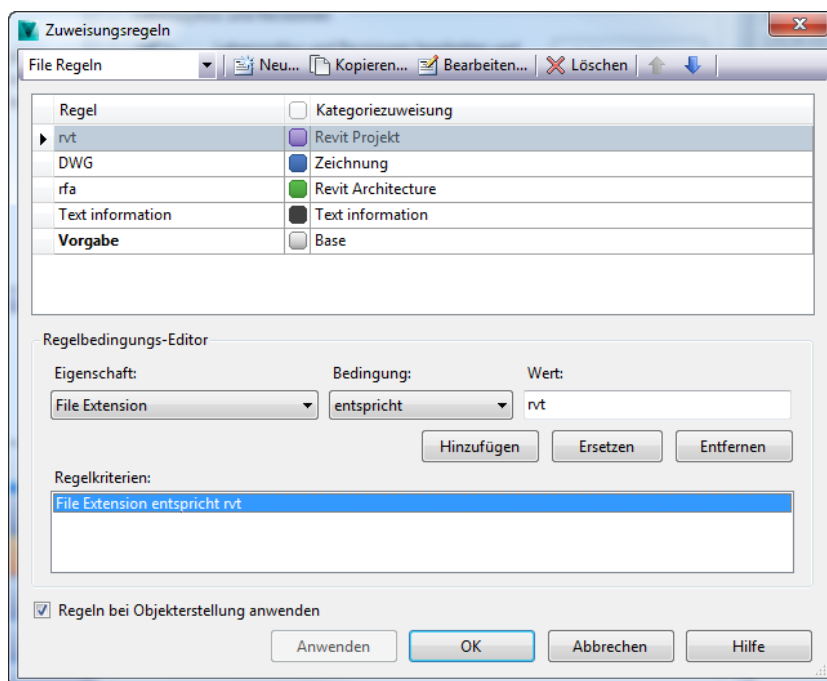 Zuweisungsregeln
File Regeln Neu... Kopieren... Bearbeiten... Löschen
Regel Kategoriezuweisung
rvt Revit Projekt
DWG Zeichnung
rfa Revit Architecture
Text information Text information
Vorgabe Base
Regelbedingungs-Editor
Eigenschaft: Bedingung: Wert:
File Extension entspricht rvt
Hinzufügen Ersetzen Entfernen
Regelkriterien:
File Extension entspricht rvt
Regeln bei Objekterstellung anwenden
Anwenden OK Abbrechen Hilfe